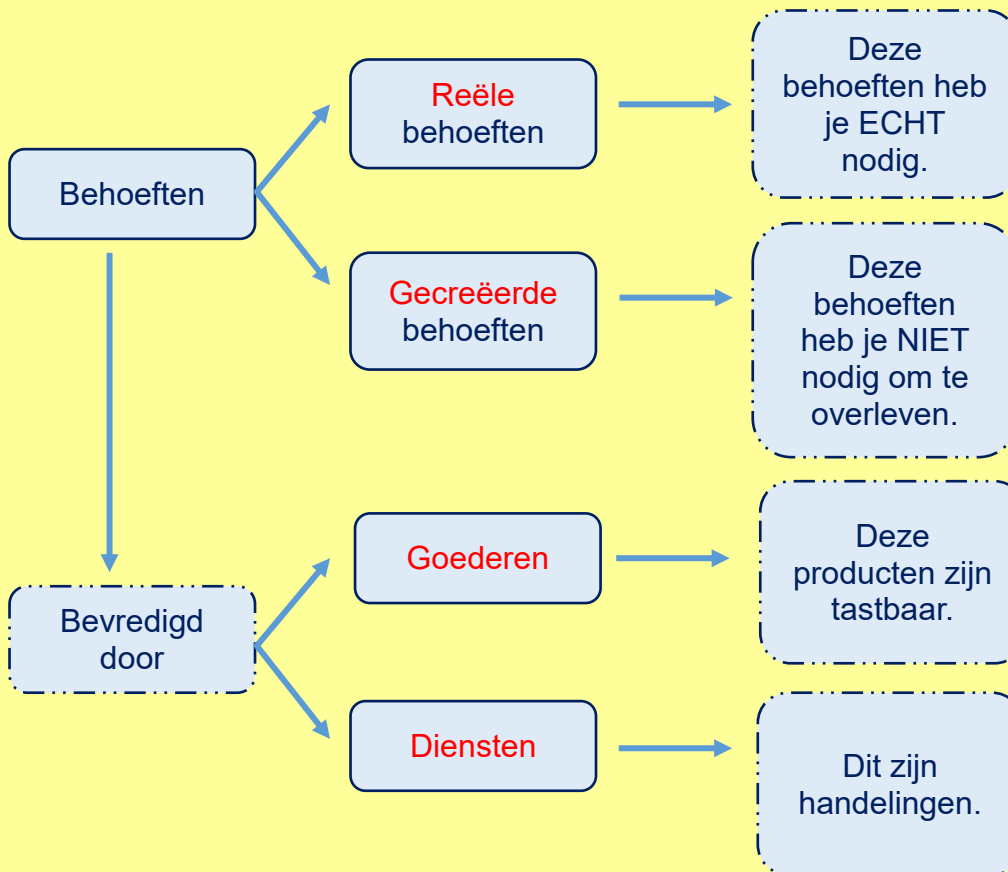 Behoeften
Reële
behoeften
Deze
behoeften heb
je ECHT
nodig.
Gecreëerde
behoeften
Deze
behoeften
heb je NIET
nodig om te
overleven.
Bevredigd
door
Goederen
Deze
producten zijn
tastbaar.
Diensten
Dit zijn
handelingen.